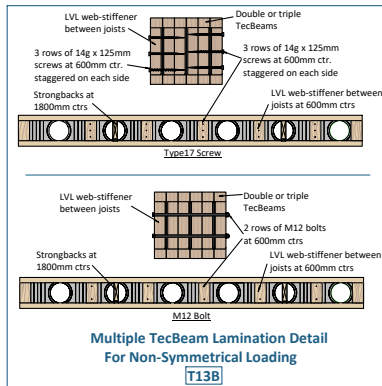 LVL web-stiffener
between joists
Double or triple
TecBeams
3 rows of 14g x 125mm
screws at 600mm ctr.
staggered on each side
3 rows of 14g x 125mm
screws at 600mm ctr.
staggered on each side
Strongbacks at
1800mm ctrs
LVL web-stiffener between
joists at 600mm ctrs
Type17 Screw
LVL web-stiffener
between joists
Double or triple
TecBeams
2 rows of M12 bolts
at 600mm ctrs
Strongbacks at
1800mm ctrs
LVL web-stiffener between
joists at 600mm ctrs
M12 Bolt
Multiple TecBeam Lamination Detail
For Non-Symmetrical Loading
T13B